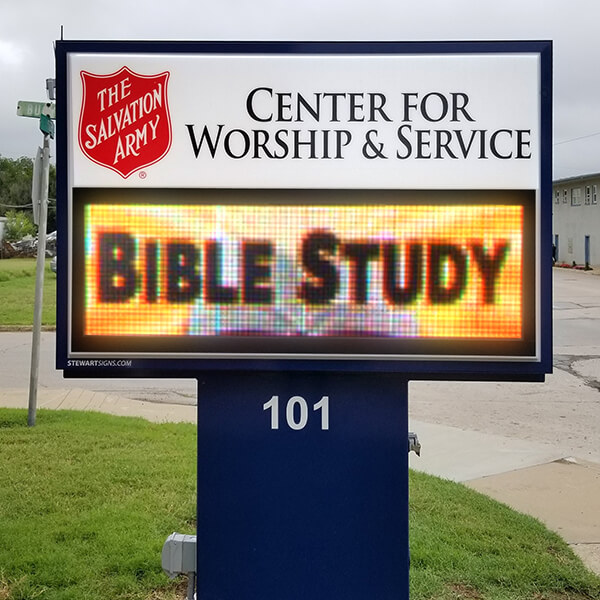 THE
SALVATION
ARMY
®
CENTER FOR
WORSHIP & SERVICE
BIBLE STUDY
STEWARTSIGNS.COM
101